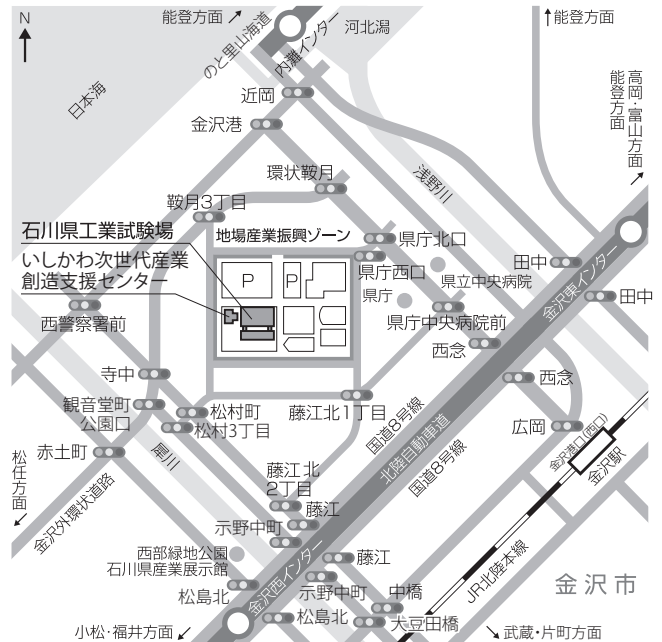 N
能登方面
のと里山海道
内灘インター
河北潟
能登方面
日本海
近岡
金沢港
高岡・富山方面
能登方面
浅野川
環状鞍月
鞍月3丁目
石川県工業試験場
地場産業振興ゾーン
県庁北口
いしかわ次世代産業
創造支援センター
P
P
県庁西口
県庁
県立中央病院
田中
金沢東インター
田中
西警察署前
県庁中央病院前
西念
寺中
西念
観音堂町
公園口
松村町
松村3丁目
藤江北1丁目
国道8号線
北陸自動車道
国道8号線
広岡
金沢港口(西口)
金沢駅
赤土町
犀川
松任方面
金沢外環状道路
藤江北
2丁目
藤江
示野中町
西部緑地公園
石川県産業展示館
藤江
金沢西インター
JR北陸本線
金沢市
松島北
示野中町
中橋
松島北
大豆田橋
小松・福井方面
武蔵・片町方面